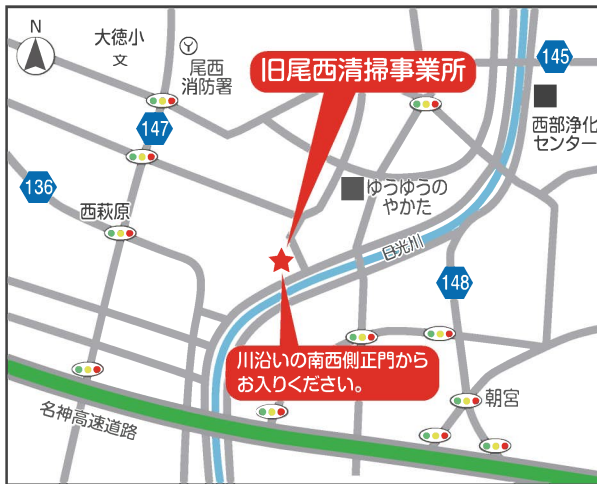 N
大徳小
文
尾西
消防署
旧尾西清掃事業所
145
西部浄化
センター
147
136
ゆうゆうの
やかた
西萩原
日光川
148
川沿いの南西側正門から
お入りください。
朝宮
名神高速道路